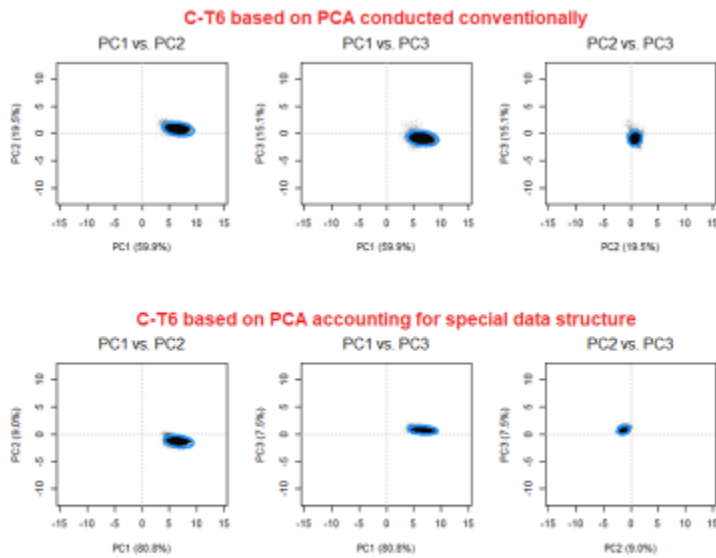 C-T6 based on PCA conducted conventionally
PC1 vs. PC2 PC1 vs. PC3 PC2 vs. PC3
PC2 (19.5%)
-10 -5 0 5 10
-15 -10 -5 0 5 10 15
PC1 (59.9%)
PC3 (15.1%)
-10 -5 0 5 10
-15 -10 -5 0 5 10 15
PC1 (59.9%)
PC3 (15.1%)
-10 -5 0 5 10
-15 -10 -5 0 5 10 15
PC2 (19.5%)
C-T6 based on PCA accounting for special data structure
PC1 vs. PC2 PC1 vs. PC3 PC2 vs. PC3
PC2 (9.0%)
-10 -5 0 5 10
-15 -10 -5 0 5 10 15
PC1 (80.8%)
PC3 (7.5%)
-10 -5 0 5 10
-15 -10 -5 0 5 10 15
PC1 (80.8%)
PC3 (7.5%)
-10 -5 0 5 10
-15 -10 -5 0 5 10 15
PC2 (9.0%)